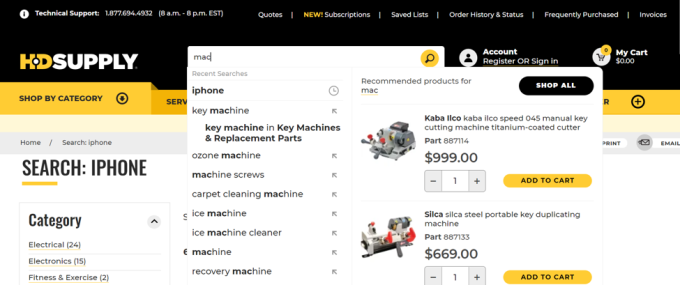 Technical Support: 1.877.694.4932 (8 a.m. - 8 p.m. EST)
Quotes
NEW! Subscriptions
Saved Lists
Order History & Status
Frequently Purchased
Invoices
HDSUPPLY
mac
Account
Register OR Sign in
0
My Cart
$0.00
SHOP BY CATEGORY
SERV
ER
Recent Searches
iphone
key machine
key machine in Key Machines
& Replacement Parts
ozone machine
machine screws
carpet cleaning machine
ice machine
ice machine cleaner
machine
recovery machine
Recommended products for
mac
SHOP ALL
Kaba Ilco kaba ilco speed 045 manual key
cutting machine titanium-coated cutter
Part 887114
$999.00
− 1 +
ADD TO CART
Silca silca steel portable key duplicating
machine
Part 887133
$669.00
− 1 +
ADD TO CART
Home / Search: iphone
PRINT
EMAIL
SEARCH: IPHONE
Category
Electrical (24)
Electronics (15)
Fitness & Exercise (2)